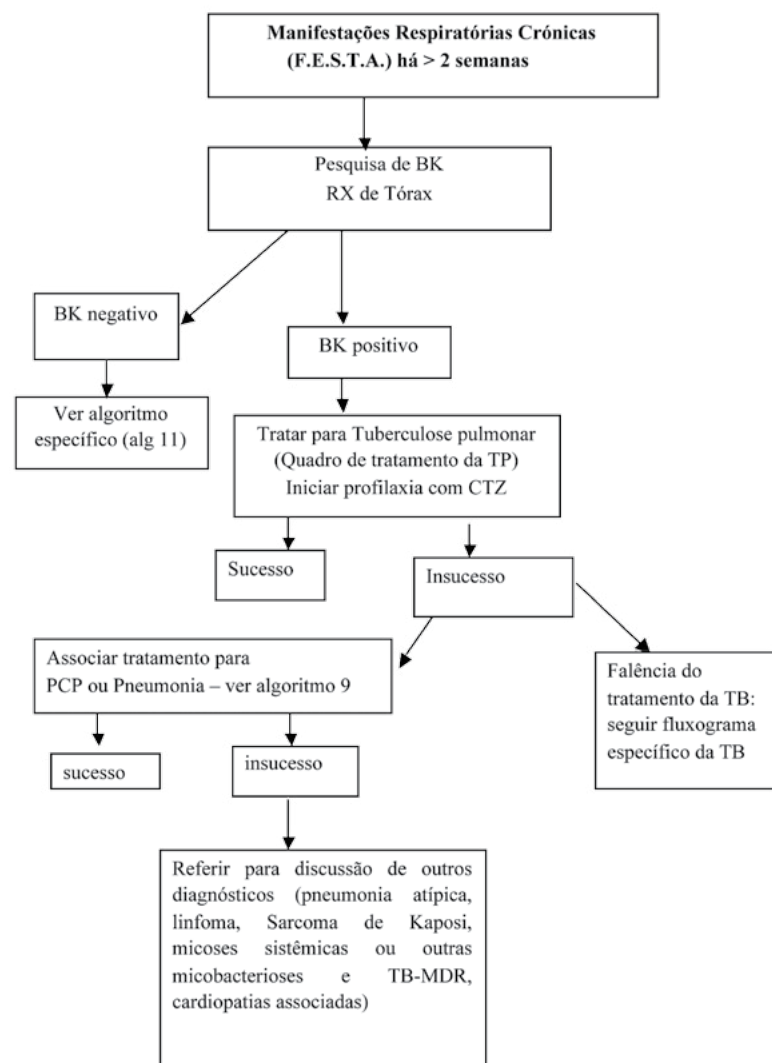 Manifestações Respiratórias Crónicas
(F.E.S.T.A.) há > 2 semanas
Pesquisa de BK
RX de Tórax
BK negativo
BK positivo
Ver algoritmo
específico (alg 11)
Tratar para Tuberculose pulmonar
(Quadro de tratamento da TP)
Iniciar profilaxia com CTZ
Sucesso
Insucesso
Associar tratamento para
PCP ou Pneumonia – ver algoritmo 9
Falência do
tratamento da TB:
seguir fluxograma
específico da TB
sucesso
insucesso
Referir para discussão de outros
diagnósticos (pneumonia atípica,
linfoma, Sarcoma de Kaposi,
micoses sistêmicas ou outras
micobacterioses e TB-MDR,
cardiopatias associadas)